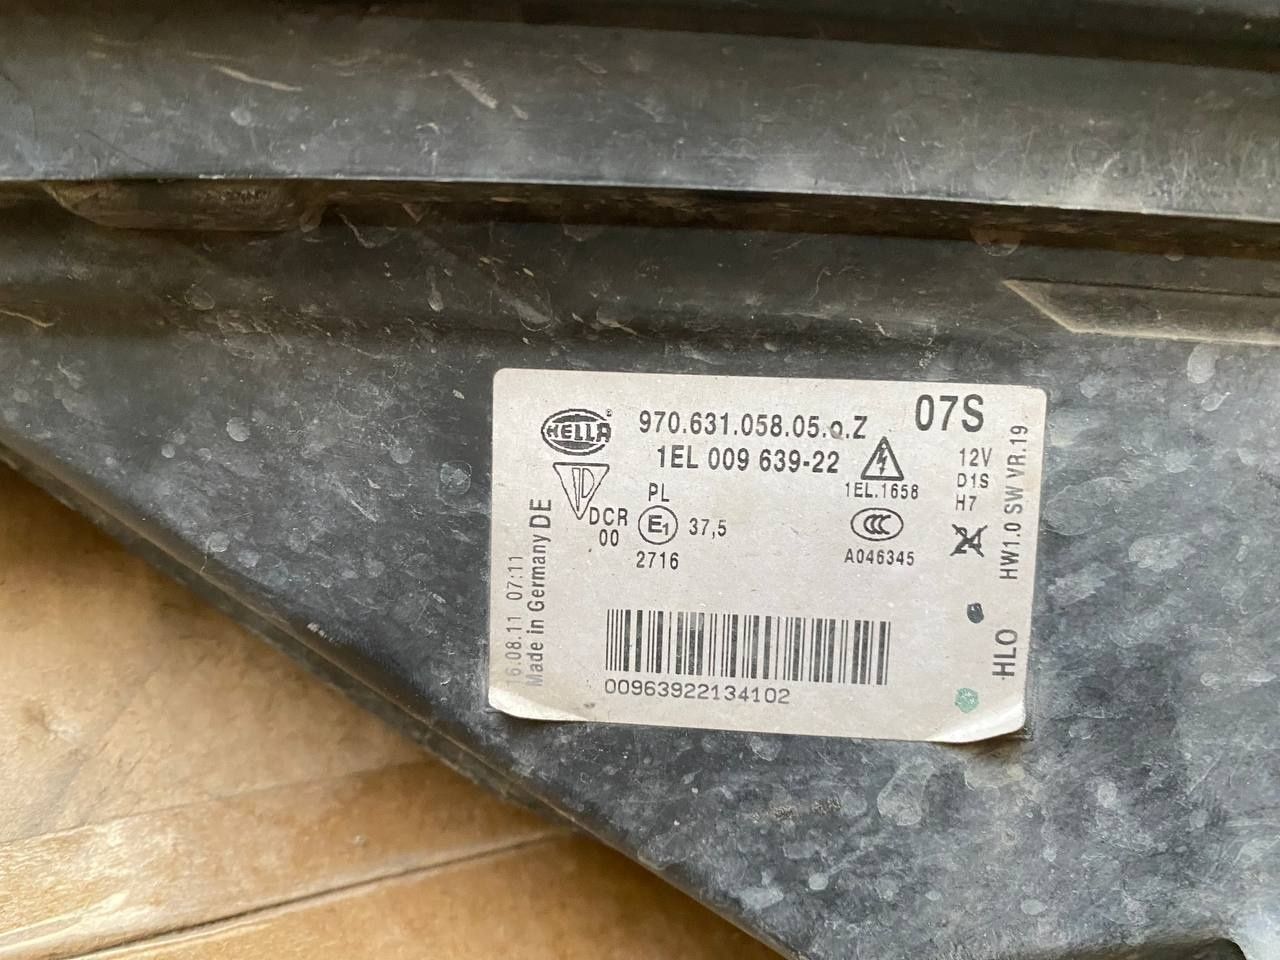 HELLA®
970.631.058.05.Q.Z
07S
1EL 009 639-22
12V
D1S
H7
1EL.1658
PL
DCR
00
E1
37,5
2716
CCC
A046345
24
HW1.0 SW VR.19
HLO
16.08.11 07:11
Made in Germany DE
00963922134102